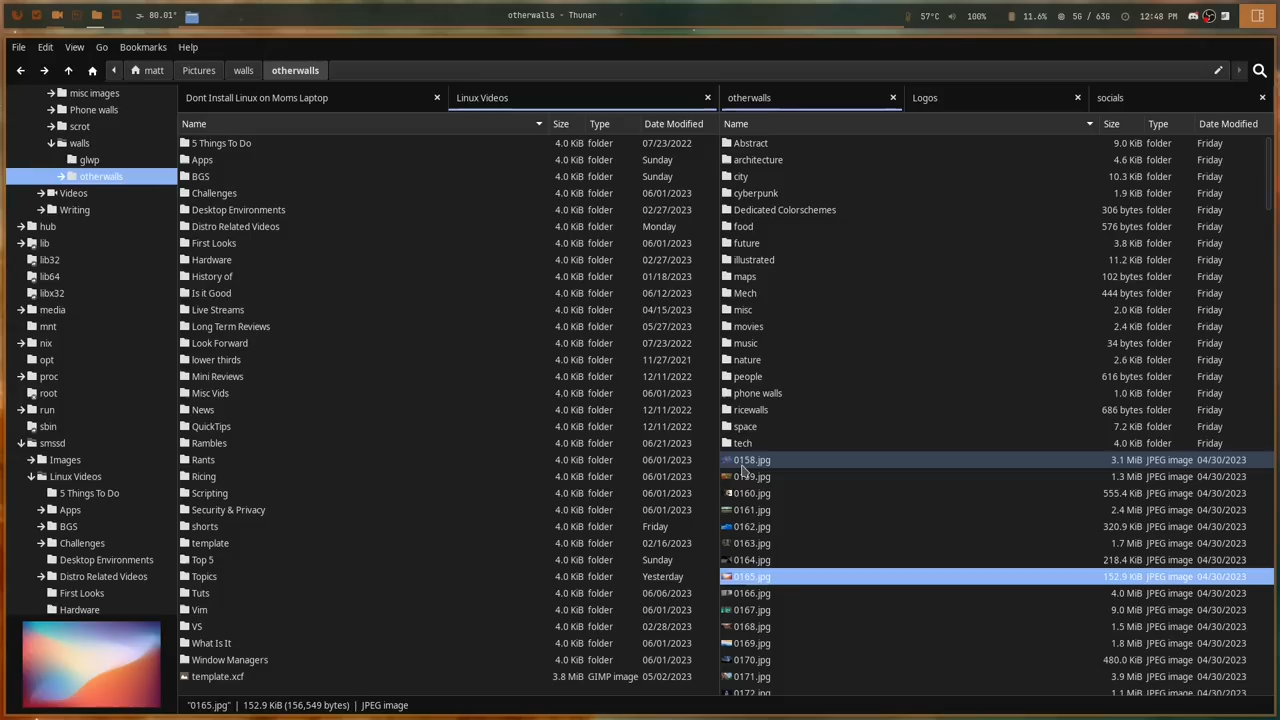 80.01°
otherwalls - Thunar
57°C 100% 11.6% 5G / 63G 12:48 PM
File Edit View Go Bookmarks Help
matt Pictures walls otherwalls
Dont Install Linux on Moms Laptop Linux Videos otherwalls Logos socials
misc images
Phone walls
scrot
walls
glwp
otherwalls
Videos
Writing
hub
lib
lib32
lib64
libx32
media
mnt
nix
opt
proc
root
run
sbin
smssd
Images
Linux Videos
5 Things To Do
Apps
BGS
Challenges
Desktop Environments
Distro Related Videos
First Looks
Hardware
Name Size Type Date Modified
5 Things To Do 4.0 KiB folder 07/23/2022
Apps 4.0 KiB folder Sunday
BGS 4.0 KiB folder Sunday
Challenges 4.0 KiB folder 06/01/2023
Desktop Environments 4.0 KiB folder 02/27/2023
Distro Related Videos 4.0 KiB folder Monday
First Looks 4.0 KiB folder 06/01/2023
Hardware 4.0 KiB folder 02/27/2023
History of 4.0 KiB folder 01/18/2023
Is it Good 4.0 KiB folder 06/12/2023
Live Streams 4.0 KiB folder 04/15/2023
Long Term Reviews 4.0 KiB folder 05/27/2023
Look Forward 4.0 KiB folder 07/23/2022
lower thirds 4.0 KiB folder 11/27/2021
Mini Reviews 4.0 KiB folder 12/11/2022
Misc Vids 4.0 KiB folder 06/01/2023
News 4.0 KiB folder 12/11/2022
QuickTips 4.0 KiB folder 12/11/2022
Rambles 4.0 KiB folder 06/21/2023
Rants 4.0 KiB folder 06/01/2023
Ricing 4.0 KiB folder 06/01/2023
Scripting 4.0 KiB folder 06/01/2023
Security & Privacy 4.0 KiB folder 06/01/2023
shorts 4.0 KiB folder Friday
template 4.0 KiB folder 02/16/2023
Top 5 4.0 KiB folder Sunday
Topics 4.0 KiB folder Yesterday
Tuts 4.0 KiB folder 06/06/2023
Vim 4.0 KiB folder 06/01/2023
VS 4.0 KiB folder 02/28/2023
What Is It 4.0 KiB folder 06/01/2023
Window Managers 4.0 KiB folder 06/01/2023
template.xcf 3.8 MiB GIMP image 05/02/2023
Name Size Type Date Modified
Abstract 9.0 KiB folder Friday
architecture 4.6 KiB folder Friday
city 10.3 KiB folder Friday
cyberpunk 1.9 KiB folder Friday
Dedicated Colorschemes 306 bytes folder Friday
food 576 bytes folder Friday
future 3.8 KiB folder Friday
illustrated 11.2 KiB folder Friday
maps 102 bytes folder Friday
Mech 444 bytes folder Friday
misc 2.0 KiB folder Friday
movies 2.4 KiB folder Friday
music 34 bytes folder Friday
nature 2.6 KiB folder Friday
people 616 bytes folder Friday
phone walls 1.0 KiB folder Friday
ricewalls 686 bytes folder Friday
space 7.2 KiB folder Friday
tech 4.0 KiB folder Friday
0158.jpg 3.1 MiB JPEG image 04/30/2023
0159.jpg 1.3 MiB JPEG image 04/30/2023
0160.jpg 555.4 KiB JPEG image 04/30/2023
0161.jpg 2.4 MiB JPEG image 04/30/2023
0162.jpg 320.9 KiB JPEG image 04/30/2023
0163.jpg 1.7 MiB JPEG image 04/30/2023
0164.jpg 218.4 KiB JPEG image 04/30/2023
0165.jpg 152.9 KiB JPEG image 04/30/2023
0166.jpg 4.0 MiB JPEG image 04/30/2023
0167.jpg 9.0 MiB JPEG image 04/30/2023
0168.jpg 1.5 MiB JPEG image 04/30/2023
0169.jpg 1.8 MiB JPEG image 04/30/2023
0170.jpg 480.0 KiB JPEG image 04/30/2023
0171.jpg 3.9 MiB JPEG image 04/30/2023
0172.jpg 1.1 MiB JPEG image 04/30/2023
"0165.jpg" | 152.9 KiB (156,549 bytes) | JPEG image